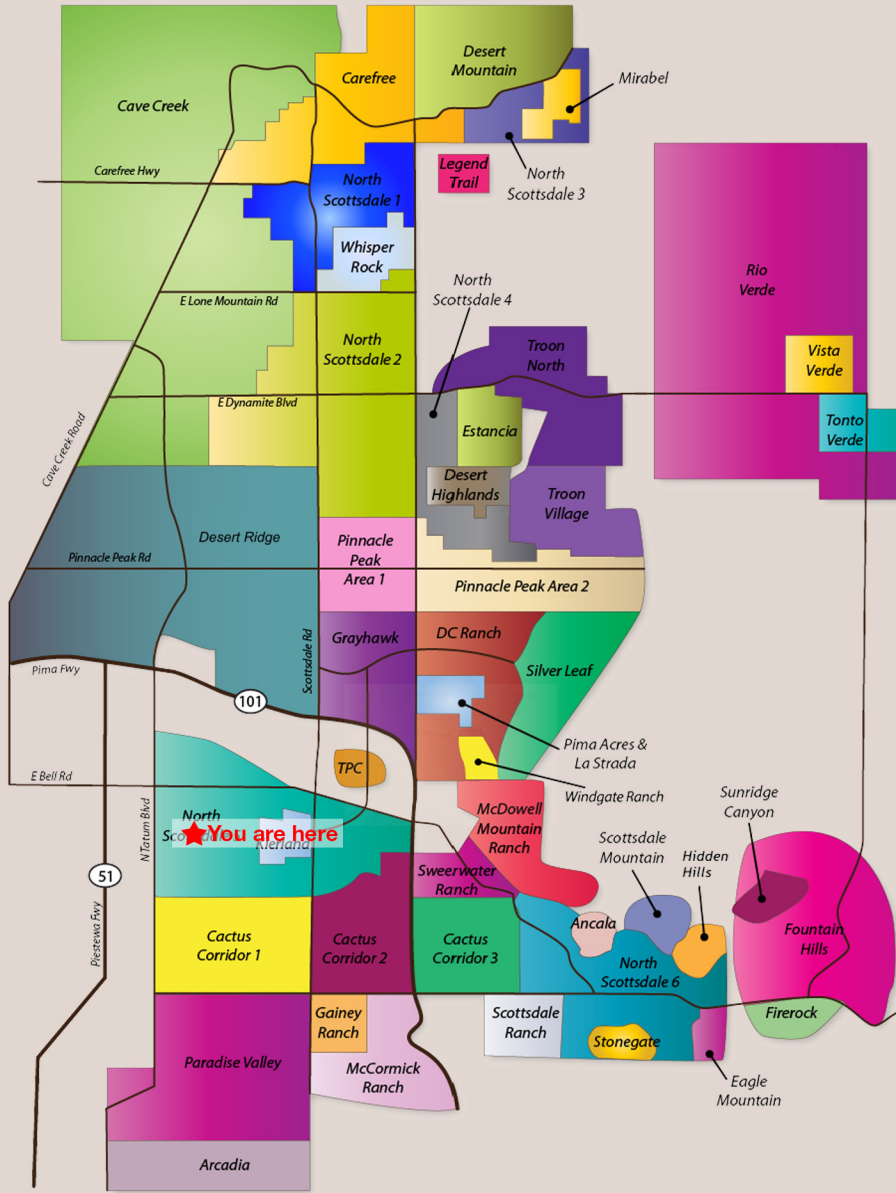 Desert
Mountain
Carefree
Mirabel
Cave Creek
Legend
Trail
Carefree Hwy
North
Scottsdale 3
North
Scottsdale 1
Whisper
Rock
Rio
Verde
North
Scottsdale 4
E Lone Mountain Rd
North
Scottsdale 2
Troon
North
Vista
Verde
E Dynamite Blvd
Cave Creek Road
Estancia
Tonto
Verde
Desert
Highlands
Troon
Village
Desert Ridge
Pinnacle
Peak
Area 1
Pinnacle Peak Rd
Pinnacle Peak Area 2
Scottsdale Rd
Grayhawk
DC Ranch
Silver Leaf
Pima Fwy
101
Pima Acres &
La Strada
TPC
E Bell Rd
Windgate Ranch
Sunridge
Canyon
North
You are here
Kierland
N Tatum Blvd
McDowell
Mountain
Ranch
Scottsdale
Mountain
Hidden
Hills
51
Sweerwater
Ranch
Piestewa Fwy
Cactus
Corridor 1
Cactus
Corridor 2
Cactus
Corridor 3
Ancala
Fountain
Hills
North
Scottsdale 6
Gainey
Ranch
Scottsdale
Ranch
Firerock
Stonegate
Paradise Valley
McCormick
Ranch
Eagle
Mountain
Arcadia